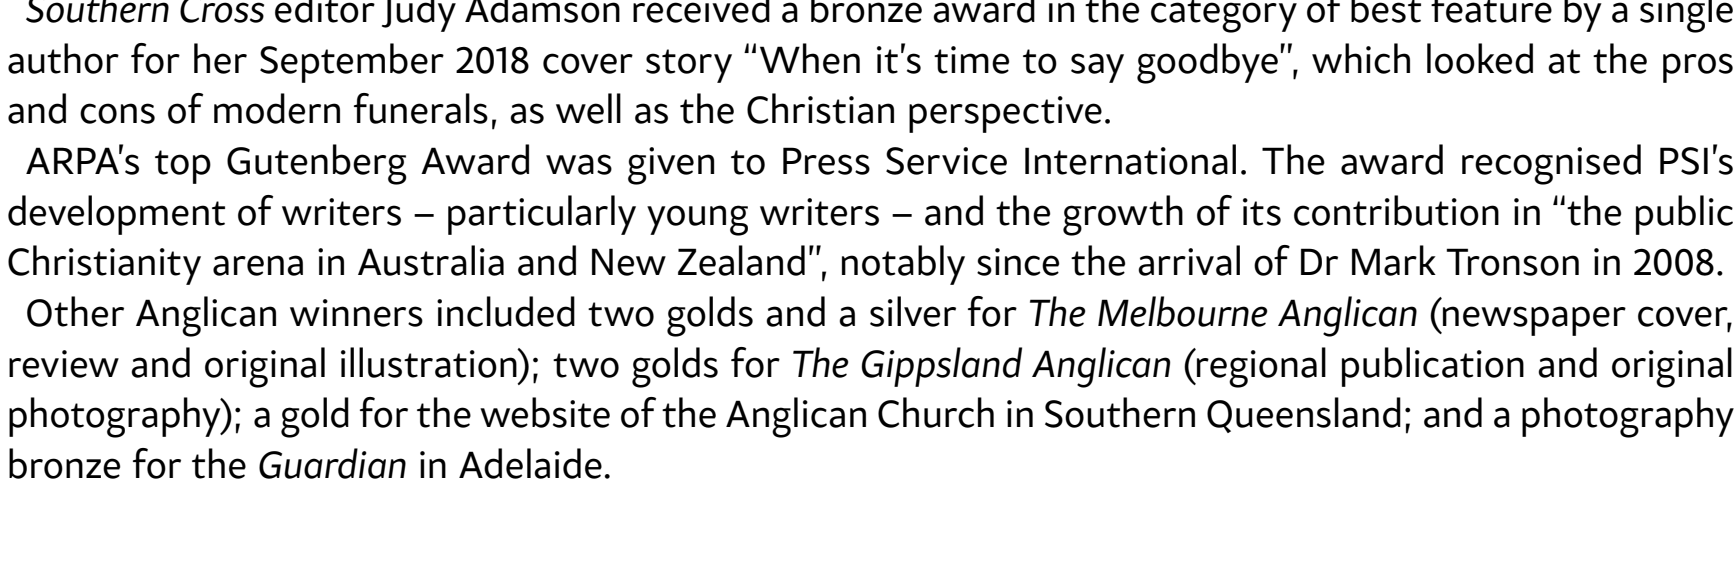 Southern Cross editor Judy Adamson received a bronze award in the category of best feature by a single
author for her September 2018 cover story “When it’s time to say goodbye”, which looked at the pros
and cons of modern funerals, as well as the Christian perspective.
ARPA’s top Gutenberg Award was given to Press Service International. The award recognised PSI’s
development of writers – particularly young writers – and the growth of its contribution in “the public
Christianity arena in Australia and New Zealand”, notably since the arrival of Dr Mark Tronson in 2008.
Other Anglican winners included two golds and a silver for The Melbourne Anglican (newspaper cover,
review and original illustration); two golds for The Gippsland Anglican (regional publication and original
photography); a gold for the website of the Anglican Church in Southern Queensland; and a photography
bronze for the Guardian in Adelaide.